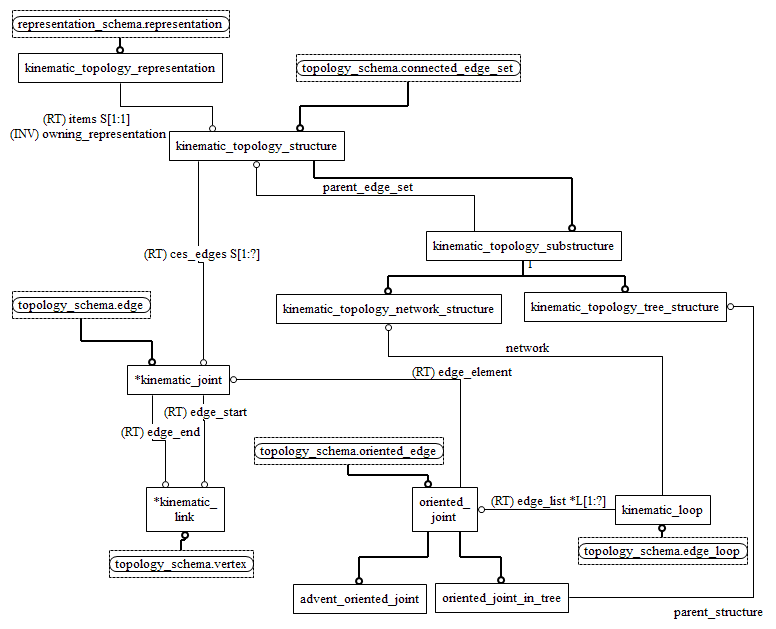 representation_schema.representation
kinematic_topology_representation
topology_schema.connected_edge_set
(RT) items S[1:1]
(INV) owning_representation
kinematic_topology_structure
parent_edge_set
kinematic_topology_substructure
(RT) ces_edges S[1:?]
1
topology_schema.edge
kinematic_topology_network_structure
kinematic_topology_tree_structure
network
*kinematic_joint
(RT) edge_element
(RT) edge_start
(RT) edge_end
topology_schema.oriented_edge
*kinematic_
link
oriented_
joint
(RT) edge_list *L[1:?]
kinematic_loop
topology_schema.vertex
topology_schema.edge_loop
advent_oriented_joint
oriented_joint_in_tree
parent_structure